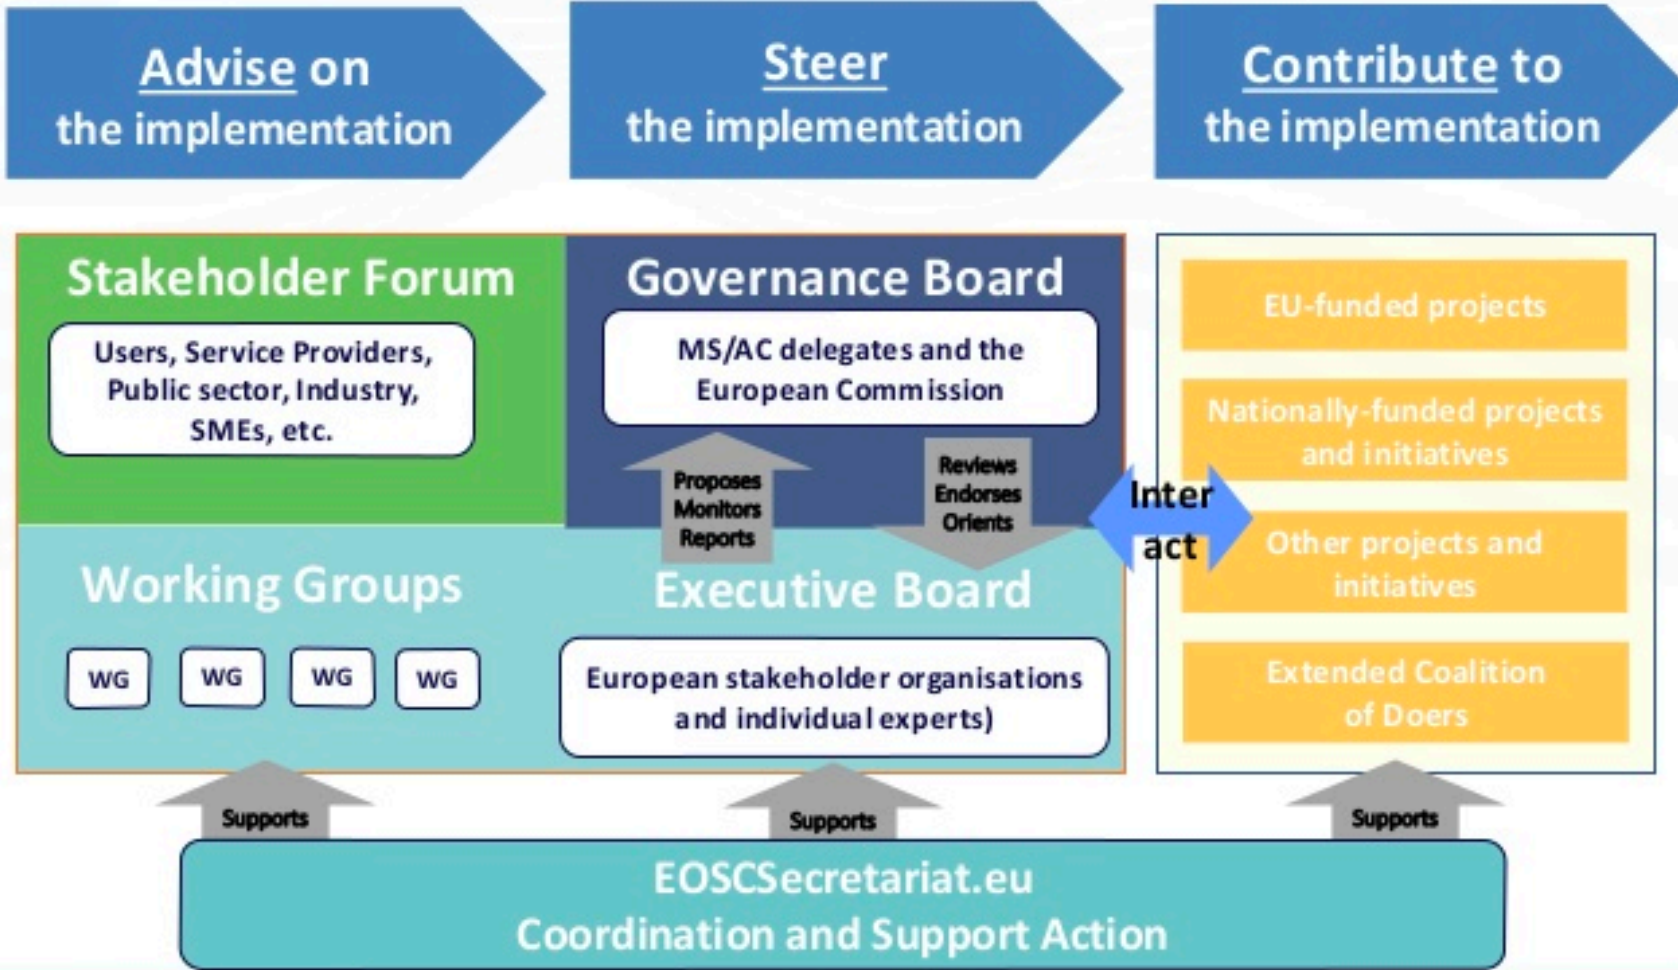 Advise on
the implementation
Steer
the implementation
Contribute to
the implementation
Stakeholder Forum
Users, Service Providers,
Public sector, Industry,
SMEs, etc.
Governance Board
MS/AC delegates and the
European Commission
Proposes
Monitors
Reports
Reviews
Endorses
Orients
Working Groups
WG
WG
WG
WG
Executive Board
European stakeholder organisations
and individual experts)
Inter
act
EU-funded projects
Nationally-funded projects
and initiatives
Other projects and
initiatives
Extended Coalition
of Doers
Supports
Supports
Supports
EOSCSecretariat.eu
Coordination and Support Action